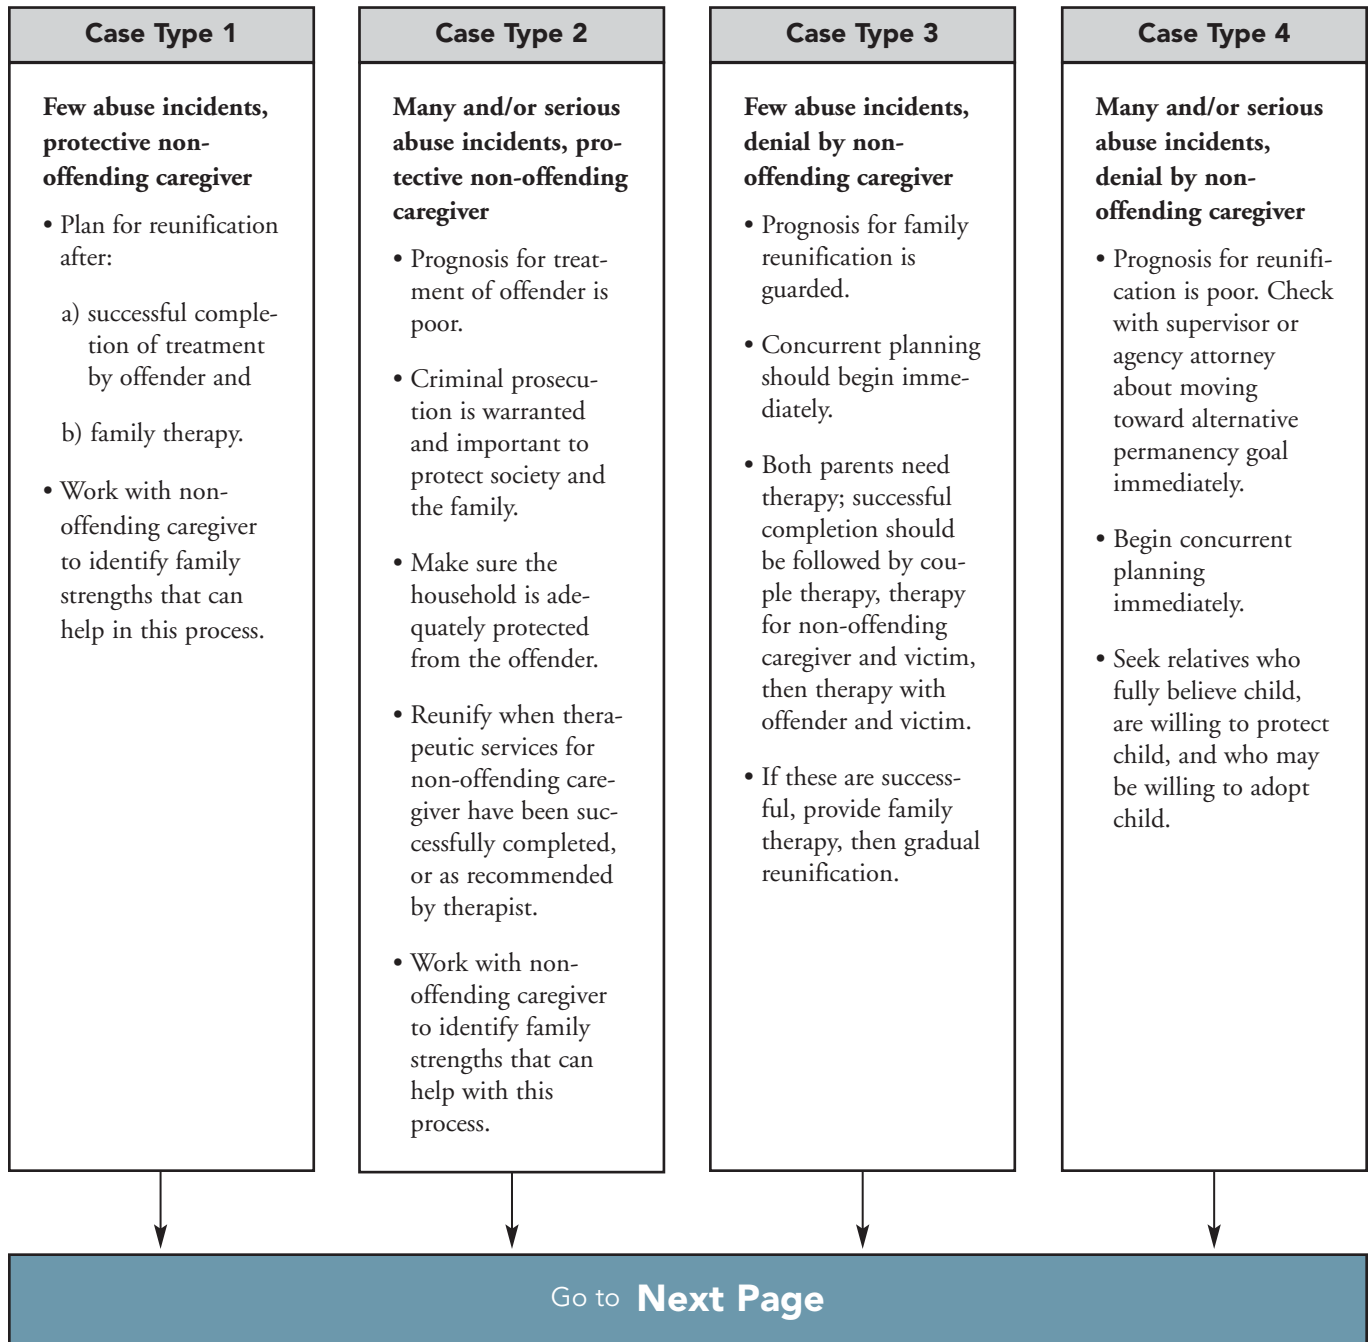 Case Type 1
Few abuse incidents,
protective non-
offending caregiver
• Plan for reunification
after:
a) successful comple-
tion of treatment
by offender and
b) family therapy.
• Work with non-
offending caregiver
to identify family
strengths that can
help in this process.
Case Type 2
Many and/or serious
abuse incidents, pro-
tective non-offending
caregiver
• Prognosis for treat-
ment of offender is
poor.
• Criminal prosecu-
tion is warranted
and important to
protect society and
the family.
• Make sure the
household is ade-
quately protected
from the offender.
• Reunify when thera-
peutic services for
non-offending care-
giver have been suc-
cessfully completed,
or as recommended
by therapist.
• Work with non-
offending caregiver
to identify family
strengths that can
help with this
process.
Case Type 3
Few abuse incidents,
denial by non-
offending caregiver
• Prognosis for family
reunification is
guarded.
• Concurrent planning
should begin imme-
diately.
• Both parents need
therapy; successful
completion should
be followed by cou-
ple therapy, therapy
for non-offending
caregiver and victim,
then therapy with
offender and victim.
• If these are success-
ful, provide family
therapy, then gradual
reunification.
Case Type 4
Many and/or serious
abuse incidents,
denial by non-
offending caregiver
• Prognosis for reunifi-
cation is poor. Check
with supervisor or
agency attorney
about moving
toward alternative
permanency goal
immediately.
• Begin concurrent
planning
immediately.
• Seek relatives who
fully believe child,
are willing to protect
child, and who may
be willing to adopt
child.
Go to Next Page